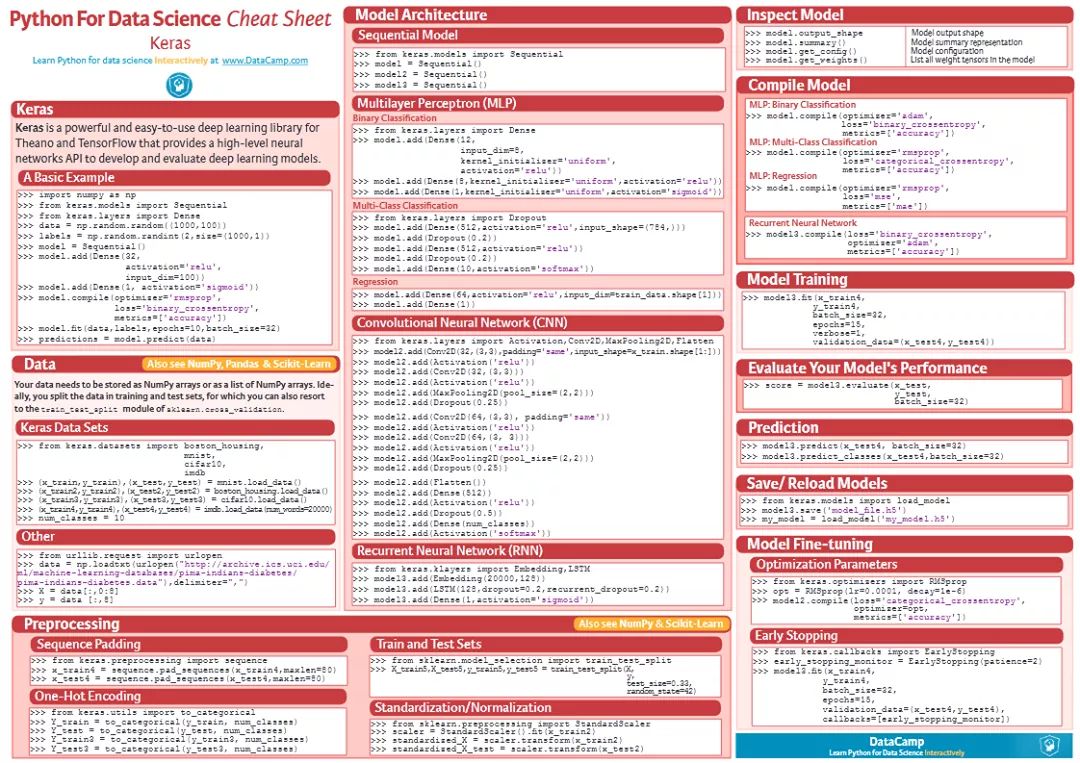 Python For Data Science Cheat Sheet
Keras
Learn Python for data science Interactively at www.DataCamp.com
Keras
Keras is a powerful and easy-to-use deep learning library for
Theano and TensorFlow that provides a high-level neural
networks API to develop and evaluate deep learning models.
A Basic Example
>>> import numpy as np
>>> from keras.models import Sequential
>>> from keras.layers import Dense
>>> data = np.random.random((1000,100))
>>> labels = np.random.randint(2,size=(1000,1))
>>> model = Sequential()
>>> model.add(Dense(32,
activation='relu',
input_dim=100))
>>> model.add(Dense(1, activation='sigmoid'))
>>> model.compile(optimizer='rmsprop',
loss='binary_crossentropy',
metrics=['accuracy'])
>>> model.fit(data,labels,epochs=10,batch_size=32)
>>> predictions = model.predict(data)
Data
Also see NumPy, Pandas & Scikit-Learn
Your data needs to be stored as NumPy arrays or as a list of NumPy arrays. Ide-
ally, you split the data in training and test sets, for which you can also resort
to the train_test_split module of sklearn.cross_validation.
Keras Data Sets
>>> from keras.datasets import boston_housing,
mnist,
cifar10,
imdb
>>> (x_train,y_train),(x_test,y_test) = mnist.load_data()
>>> (x_train2,y_train2),(x_test2,y_test2) = boston_housing.load_data()
>>> (x_train3,y_train3),(x_test3,y_test3) = cifar10.load_data()
>>> (x_train4,y_train4),(x_test4,y_test4) = imdb.load_data(num_words=20000)
>>> num_classes = 10
Other
>>> from urllib.request import urlopen
>>> data = np.loadtxt(urlopen("http://archive.ics.uci.edu/
ml/machine-learning-databases/pima-indians-diabetes/
pima-indians-diabetes.data"),delimiter=",")
>>> X = data[:,0:8]
>>> y = data [:,8]
Model Architecture
Sequential Model
>>> from keras.models import Sequential
>>> model = Sequential()
>>> model2 = Sequential()
>>> model3 = Sequential()
Multilayer Perceptron (MLP)
Binary Classification
>>> from keras.layers import Dense
>>> model.add(Dense(12,
input_dim=8,
kernel_initializer='uniform',
activation='relu'))
>>> model.add(Dense(8,kernel_initializer='uniform',activation='relu'))
>>> model.add(Dense(1,kernel_initializer='uniform',activation='sigmoid'))
Multi-Class Classification
>>> from keras.layers import Dropout
>>> model.add(Dense(512,activation='relu',input_shape=(784,)))
>>> model.add(Dropout(0.2))
>>> model.add(Dense(512,activation='relu'))
>>> model.add(Dropout(0.2))
>>> model.add(Dense(10,activation='softmax'))
Regression
>>> model.add(Dense(64,activation='relu',input_dim=train_data.shape[1]))
>>> model.add(Dense(1))
Convolutional Neural Network (CNN)
>>> from keras.layers import Activation,Conv2D,MaxPooling2D,Flatten
>>> model2.add(Conv2D(32,(3,3),padding='same',input_shape=x_train.shape[1:]))
>>> model2.add(Activation('relu'))
>>> model2.add(Conv2D(32,(3,3)))
>>> model2.add(Activation('relu'))
>>> model2.add(MaxPooling2D(pool_size=(2,2)))
>>> model2.add(Dropout(0.25))
>>> model2.add(Conv2D(64,(3,3), padding='same'))
>>> model2.add(Activation('relu'))
>>> model2.add(Conv2D(64,(3, 3)))
>>> model2.add(Activation('relu'))
>>> model2.add(MaxPooling2D(pool_size=(2,2)))
>>> model2.add(Dropout(0.25))
>>> model2.add(Flatten())
>>> model2.add(Dense(512))
>>> model2.add(Activation('relu'))
>>> model2.add(Dropout(0.5))
>>> model2.add(Dense(num_classes))
>>> model2.add(Activation('softmax'))
Recurrent Neural Network (RNN)
>>> from keras.klayers import Embedding,LSTM
>>> model3.add(Embedding(20000,128))
>>> model3.add(LSTM(128,dropout=0.2,recurrent_dropout=0.2))
>>> model3.add(Dense(1,activation='sigmoid'))
Preprocessing
Also see NumPy & Scikit-Learn
Sequence Padding
>>> from keras.preprocessing import sequence
>>> x_train4 = sequence.pad_sequences(x_train4,maxlen=80)
>>> x_test4 = sequence.pad_sequences(x_test4,maxlen=80)
One-Hot Encoding
>>> from keras.utils import to_categorical
>>> Y_train = to_categorical(y_train, num_classes)
>>> Y_test = to_categorical(y_test, num_classes)
>>> Y_train3 = to_categorical(y_train3, num_classes)
>>> Y_test3 = to_categorical(y_test3, num_classes)
Train and Test Sets
>>> from sklearn.model_selection import train_test_split
>>> X_train5,X_test5,y_train5,y_test5 = train_test_split(X,
y,
test_size=0.33,
random_state=42)
Standardization/Normalization
>>> from sklearn.preprocessing import StandardScaler
>>> scaler = StandardScaler().fit(x_train2)
>>> standardized_X = scaler.transform(x_train2)
>>> standardized_X_test = scaler.transform(x_test2)
Inspect Model
>>> model.output_shape Model output shape
>>> model.summary() Model summary representation
>>> model.get_config() Model configuration
>>> model.get_weights() List all weight tensors in the model
Compile Model
MLP: Binary Classification
>>> model.compile(optimizer='adam',
loss='binary_crossentropy',
metrics=['accuracy'])
MLP: Multi-Class Classification
>>> model.compile(optimizer='rmsprop',
loss='categorical_crossentropy',
metrics=['accuracy'])
MLP: Regression
>>> model.compile(optimizer='rmsprop',
loss='mse',
metrics=['mae'])
Recurrent Neural Network
>>> model3.compile(loss='binary_crossentropy',
optimizer='adam',
metrics=['accuracy'])
Model Training
>>> model3.fit(x_train4,
y_train4,
batch_size=32,
epochs=15,
verbose=1,
validation_data=(x_test4,y_test4))
Evaluate Your Model's Performance
>>> score = model3.evaluate(x_test,
y_test,
batch_size=32)
Prediction
>>> model3.predict(x_test4, batch_size=32)
>>> model3.predict_classes(x_test4,batch_size=32)
Save/ Reload Models
>>> from keras.models import load_model
>>> model3.save('model_file.h5')
>>> my_model = load_model('my_model.h5')
Model Fine-tuning
Optimization Parameters
>>> from keras.optimizers import RMSprop
>>> opt = RMSprop(lr=0.0001, decay=1e-6)
>>> model2.compile(loss='categorical_crossentropy',
optimizer=opt,
metrics=['accuracy'])
Early Stopping
>>> from keras.callbacks import EarlyStopping
>>> early_stopping_monitor = EarlyStopping(patience=2)
>>> model3.fit(x_train4,
y_train4,
batch_size=32,
epochs=15,
validation_data=(x_test4,y_test4),
callbacks=[early_stopping_monitor])
DataCamp
Learn Python for Data Science Interactively